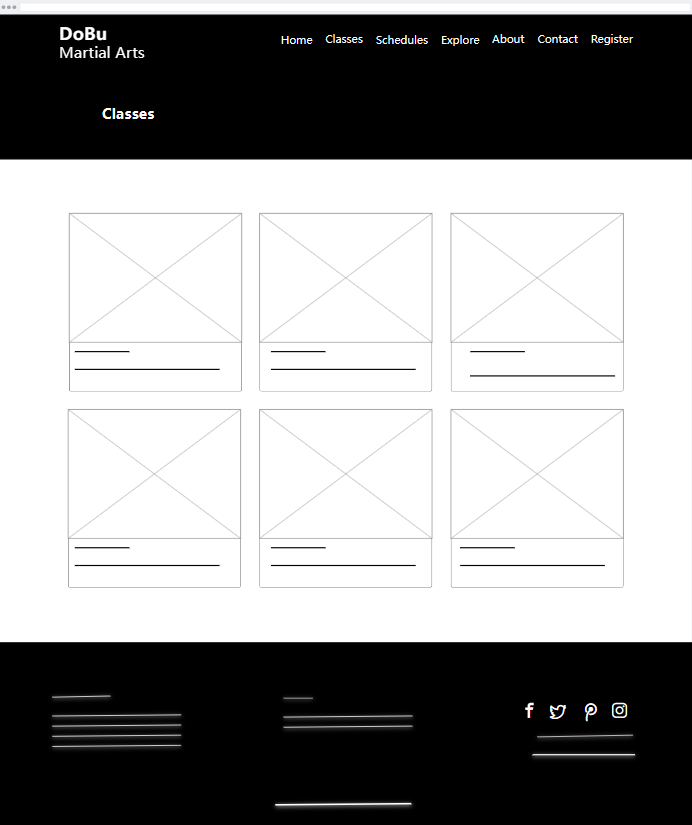 DoBu
Martial Arts
Home Classes Schedules Explore About Contact Register
Classes